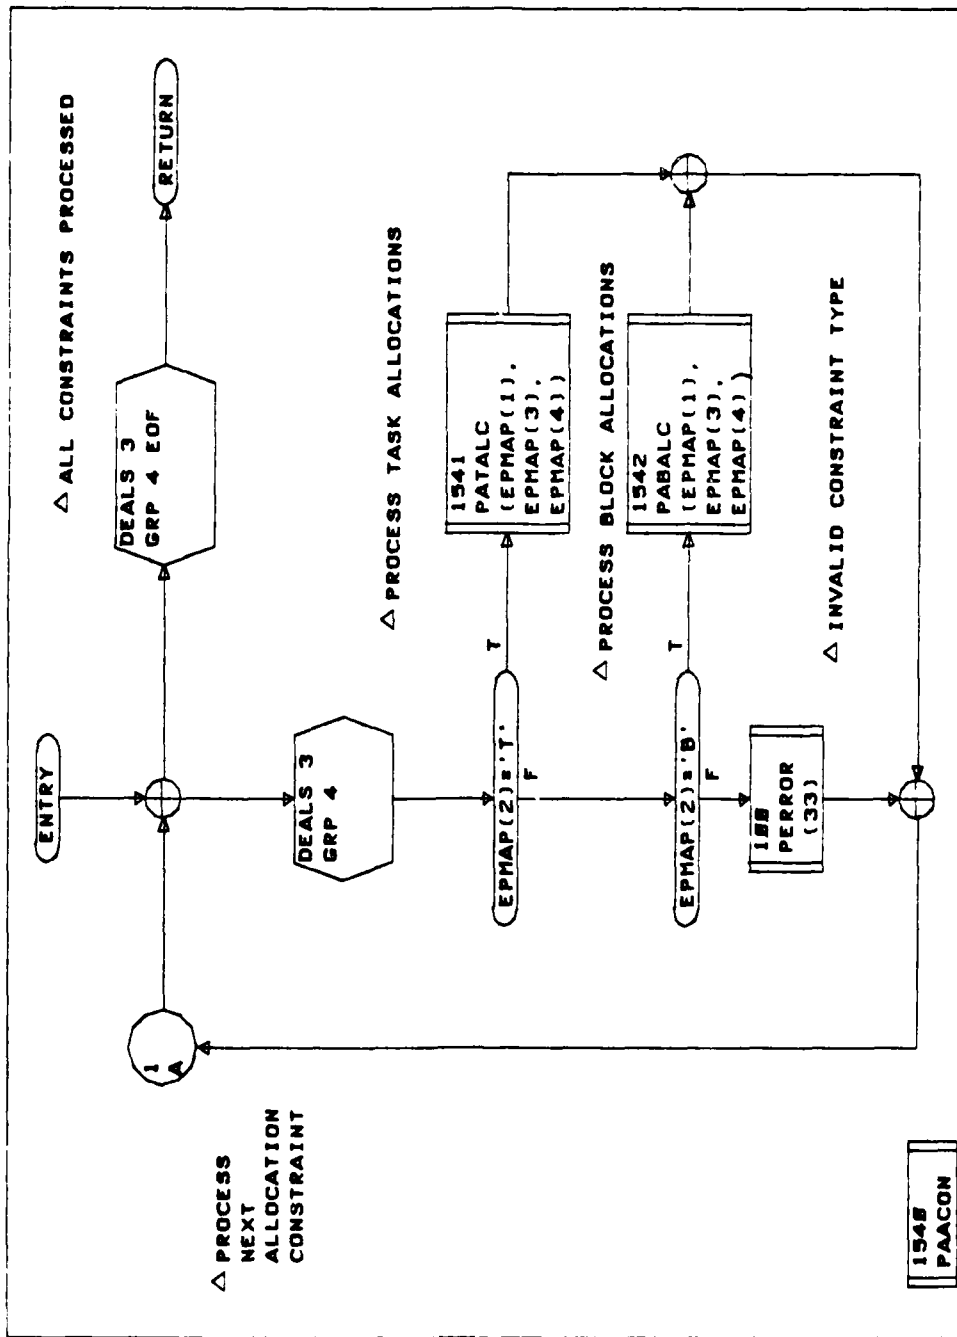 △ PROCESS
NEXT
ALLOCATION
CONSTRAINT
1
A
ENTRY
DEALS 3
GRP 4 EOF
△ ALL CONSTRAINTS PROCESSED
RETURN
DEALS 3
GRP 4
EPMAP(2)='T'
T
F
△ PROCESS TASK ALLOCATIONS
1541
PATALC
(EPMAP(1),
EPMAP(3),
EPMAP(4))
EPMAP(2)='B'
T
F
△ PROCESS BLOCK ALLOCATIONS
1542
PABALC
(EPMAP(1),
EPMAP(3),
EPMAP(4))
100
PERROR
(33)
△ INVALID CONSTRAINT TYPE
1540
PAACON